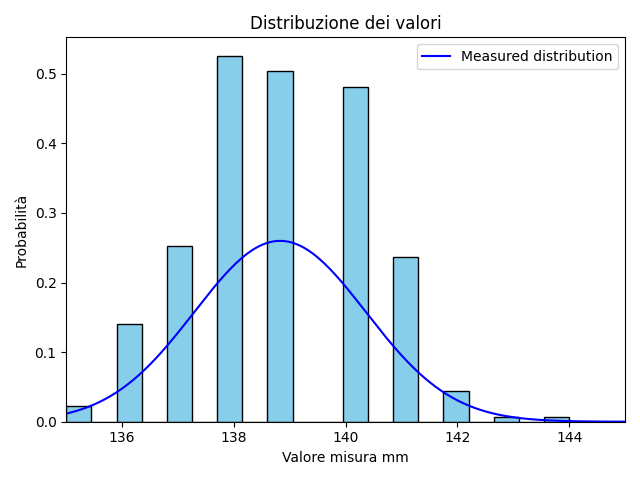 Distribuzione dei valori
Measured distribution
Probabilità
0.5
0.4
0.3
0.2
0.1
0.0
136 138 140 142 144
Valore misura mm